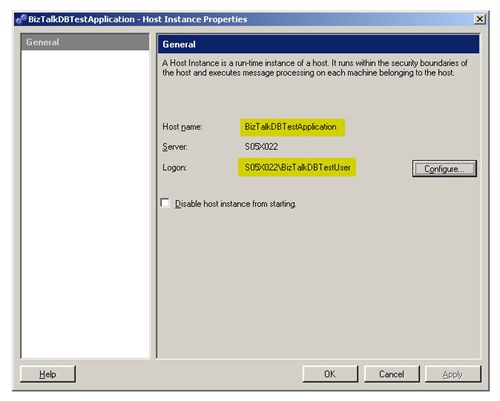 BizTalkDBTestApplication - Host Instance Properties
General
General
A Host Instance is a run-time instance of a host. It runs within the security boundaries of
the host and executes message processing on each machine belonging to the host.
Host name: BizTalkDBTestApplication
Server: S05X022
Logon: S05X022\BizTalkDBTestUser Configure...
Disable host instance from starting.
Help OK Cancel Apply